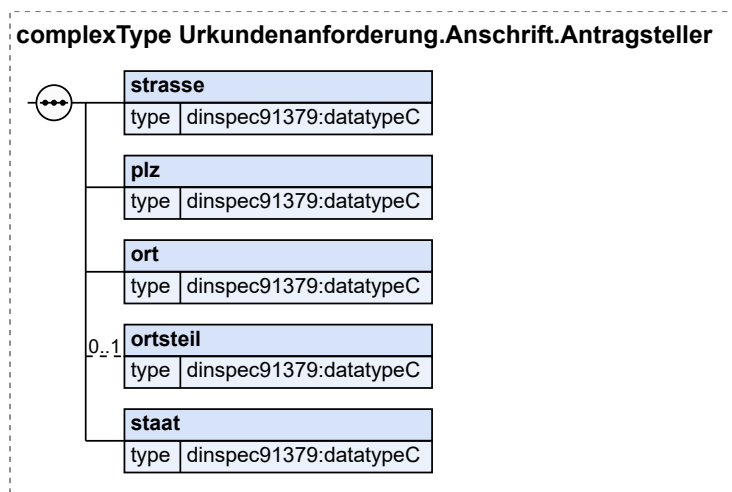 complexType Urkundenanforderung.Anschrift.Antragsteller
strasse
type dinspec91379:datatypeC
plz
type dinspec91379:datatypeC
ort
type dinspec91379:datatypeC
0..1 ortsteil
type dinspec91379:datatypeC
staat
type dinspec91379:datatypeC